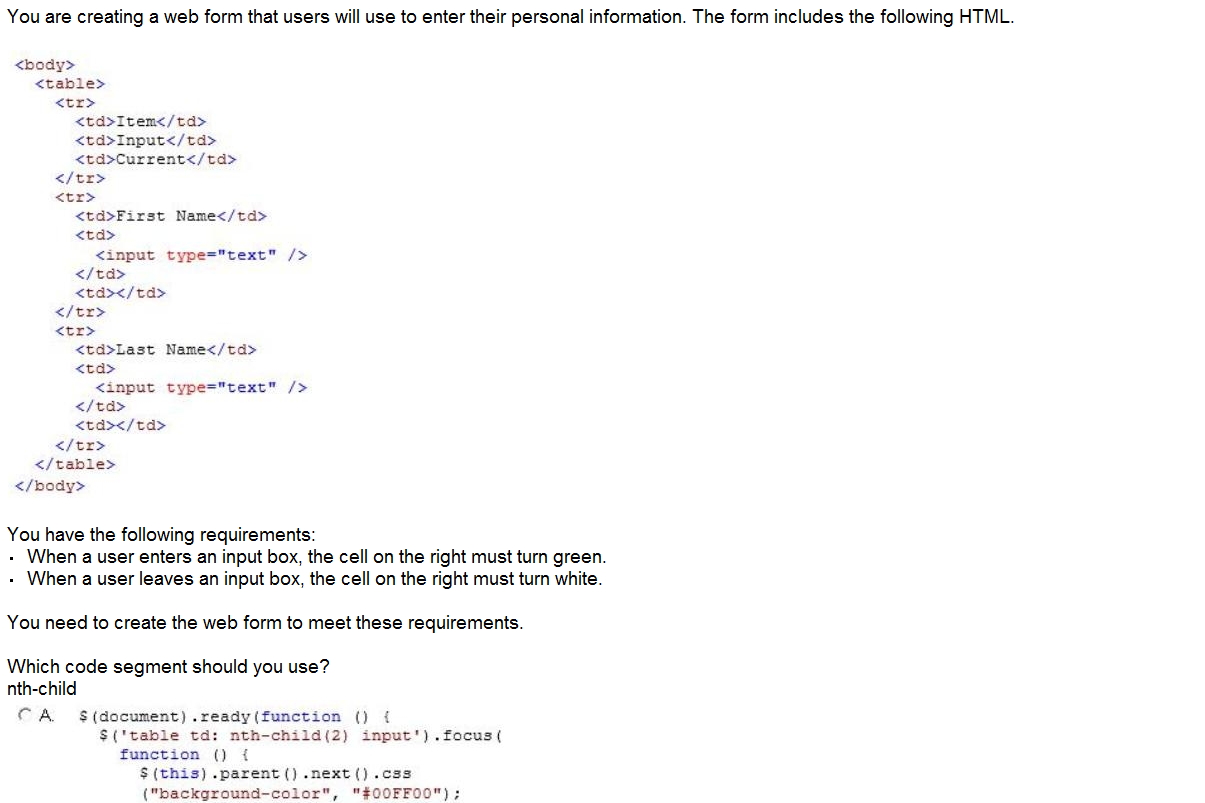 You are creating a web form that users will use to enter their personal information. The form includes the following HTML.
<body>
<table>
<tr>
<td>Item</td>
<td>Input</td>
<td>Current</td>
</tr>
<tr>
<td>First Name</td>
<td>
<input type="text" />
</td>
<td></td>
</tr>
<tr>
<td>Last Name</td>
<td>
<input type="text" />
</td>
<td></td>
</tr>
</table>
</body>
You have the following requirements:
· When a user enters an input box, the cell on the right must turn green.
· When a user leaves an input box, the cell on the right must turn white.
You need to create the web form to meet these requirements.
Which code segment should you use?
nth-child
A. $(document).ready(function () {
$('table td: nth-child(2) input').focus(
function () {
$(this).parent().next().css
("background-color", "#00FF00");